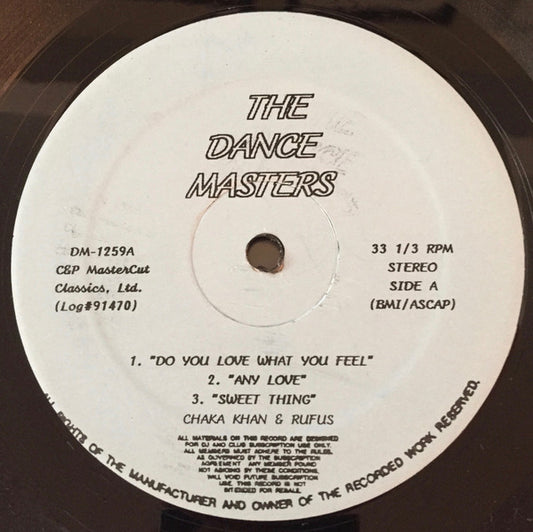 THE
DANCE
MASTERS
DM-1259A
C&P MasterCut
Classics, Ltd.
(Log#91470)
33 1/3 RPM
STEREO
SIDE A
(BMI/ASCAP)
1. "DO YOU LOVE WHAT YOU FEEL"
2. "ANY LOVE"
3. "SWEET THING"
CHAKA KHAN & RUFUS
ALL MATERIALS ON THIS RECORD ARE DESIGNED
FOR DJ AND CLUB SUBSCRIPTION USE ONLY.
ALL MEMBERS MUST ADHERE TO THE RULES,
AS GOVERNED BY THE SUBSCRIPTION
AGREEMENT ANY MEMBER FOUND
NOT ABIDING BY THESE CONDITIONS,
WILL VOID FUTURE SUBSCRIPTION
USE. THIS RECORD IS NOT
INTENDED FOR RESALE.
ALL RIGHTS OF THE MANUFACTURER AND OWNER OF THE RECORDED WORK RESERVED.